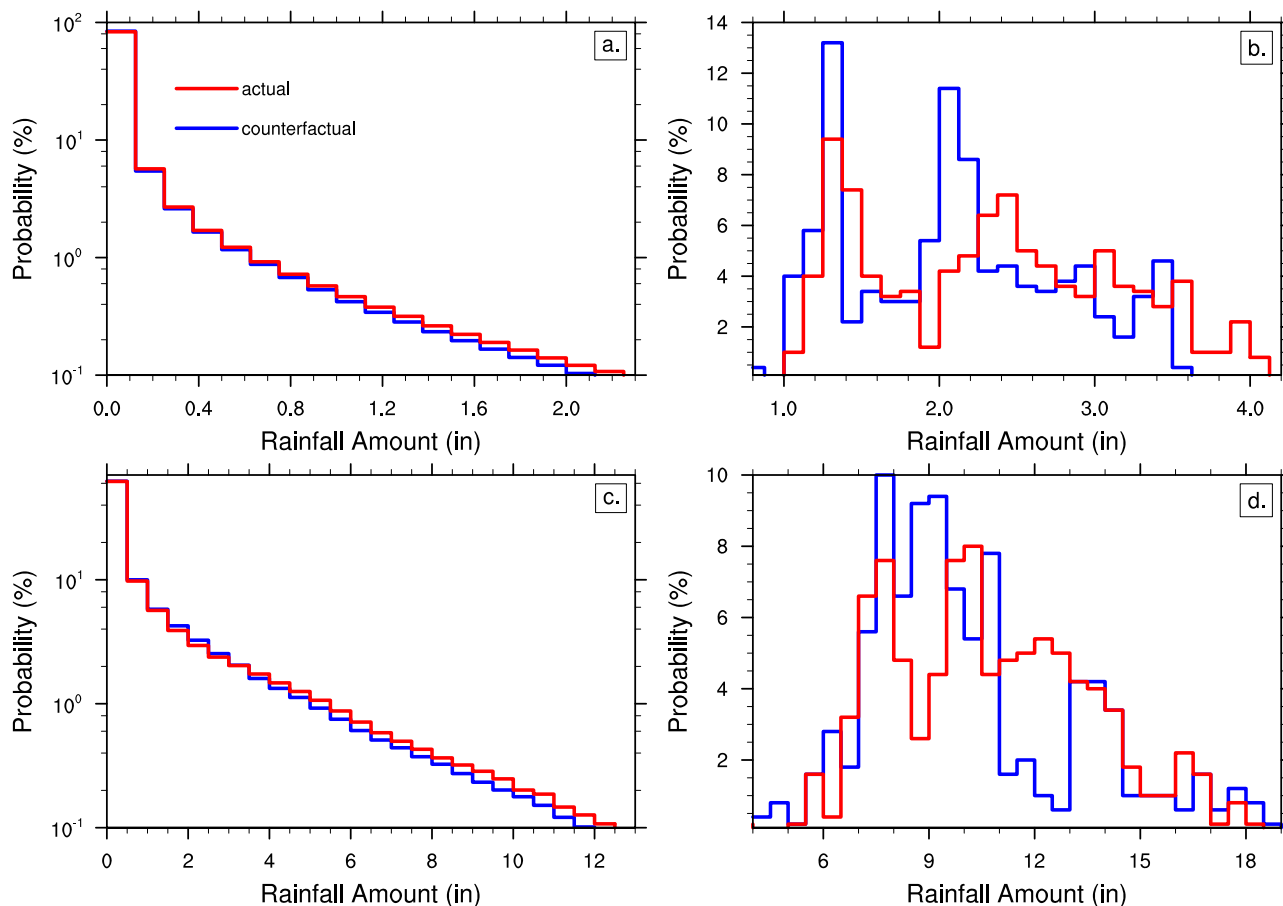 a.
10^2
10^1
10^0
10^-1
Probability (%)
actual
counterfactual
0.0 0.4 0.8 1.2 1.6 2.0
Rainfall Amount (in)
b.
14
12
10
8
6
4
2
Probability (%)
1.0 2.0 3.0 4.0
Rainfall Amount (in)
c.
10^1
10^0
10^-1
Probability (%)
0 2 4 6 8 10 12
Rainfall Amount (in)
d.
10
8
6
4
2
Probability (%)
6 9 12 15 18
Rainfall Amount (in)